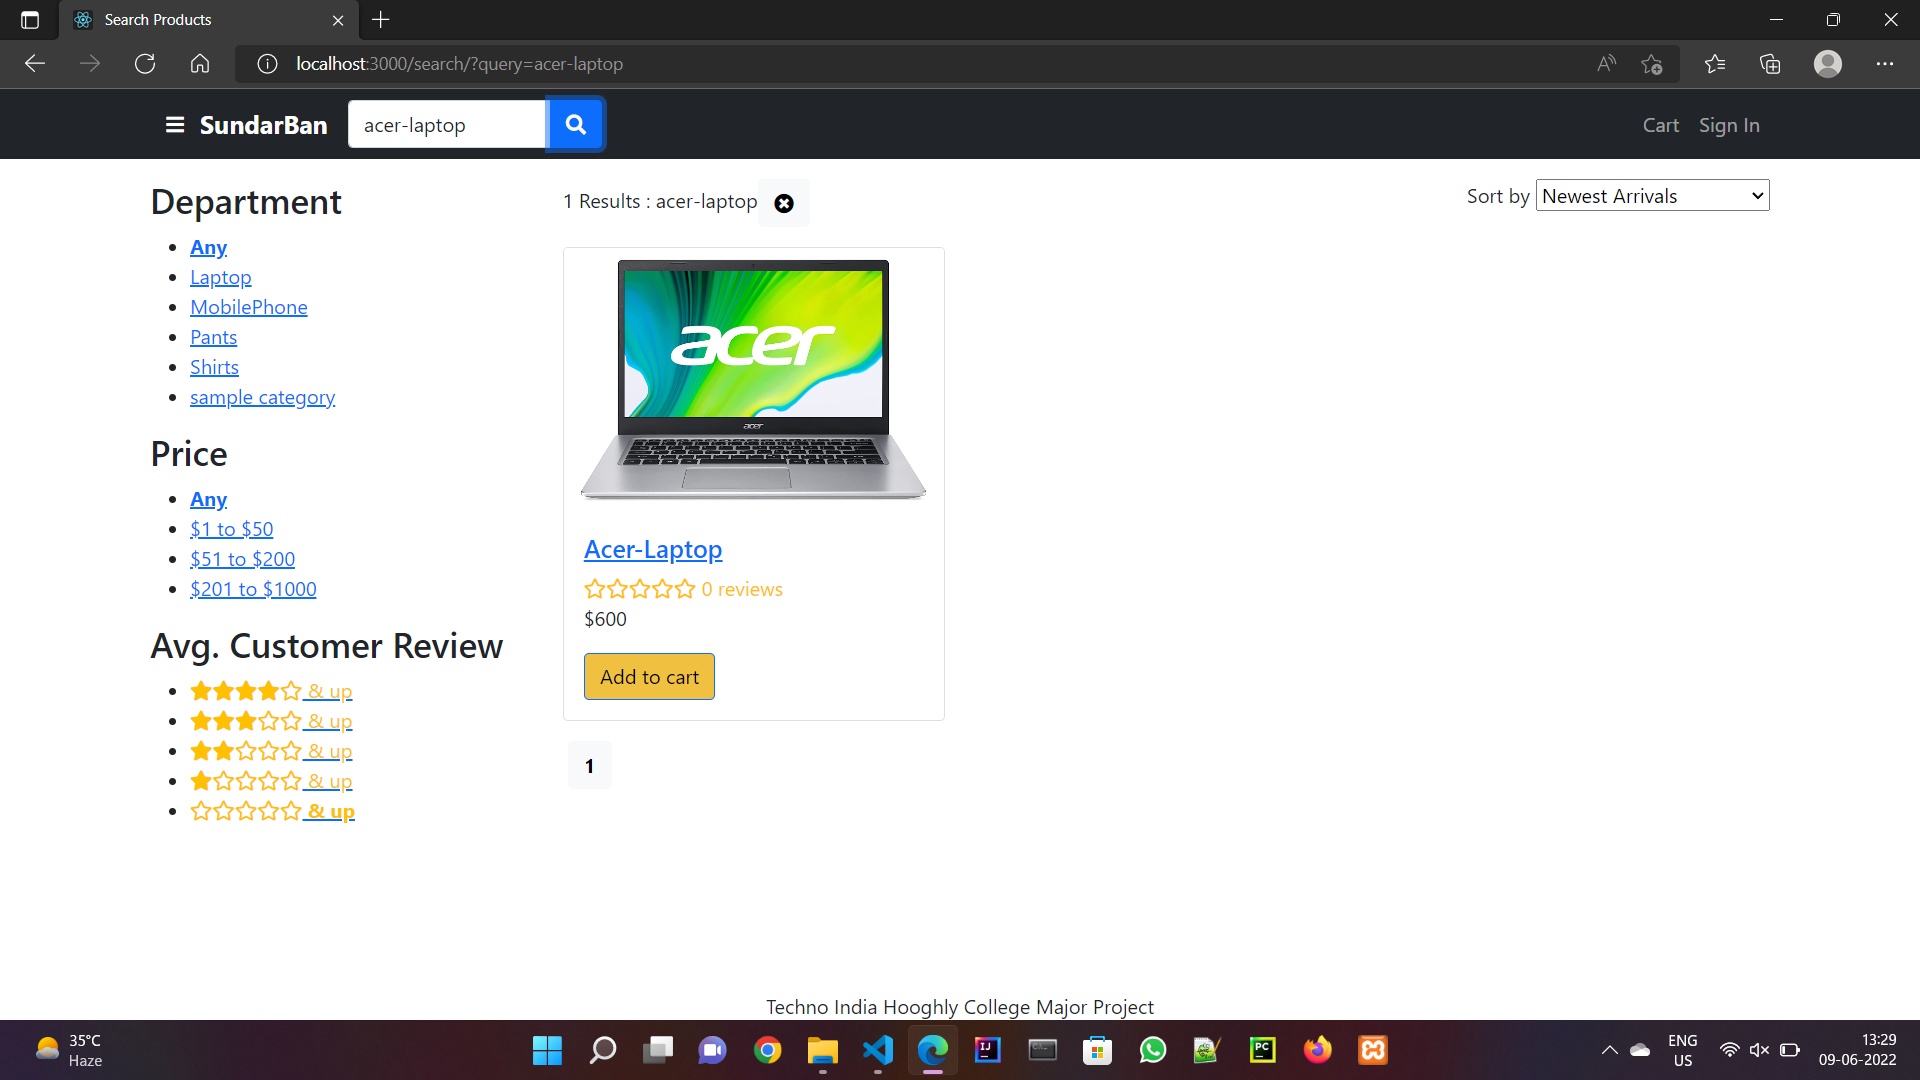 Search Products
localhost:3000/search/?query=acer-laptop
SundarBan
acer-laptop
Cart
Sign In
Department
Any
Laptop
MobilePhone
Pants
Shirts
sample category
Price
Any
$1 to $50
$51 to $200
$201 to $1000
Avg. Customer Review
& up
& up
& up
& up
& up
1 Results : acer-laptop
Sort by Newest Arrivals
acer
acer
Acer-Laptop
0 reviews
$600
Add to cart
1
Techno India Hooghly College Major Project
35°C
Haze
IJ
PC
ENG
US
13:29
09-06-2022